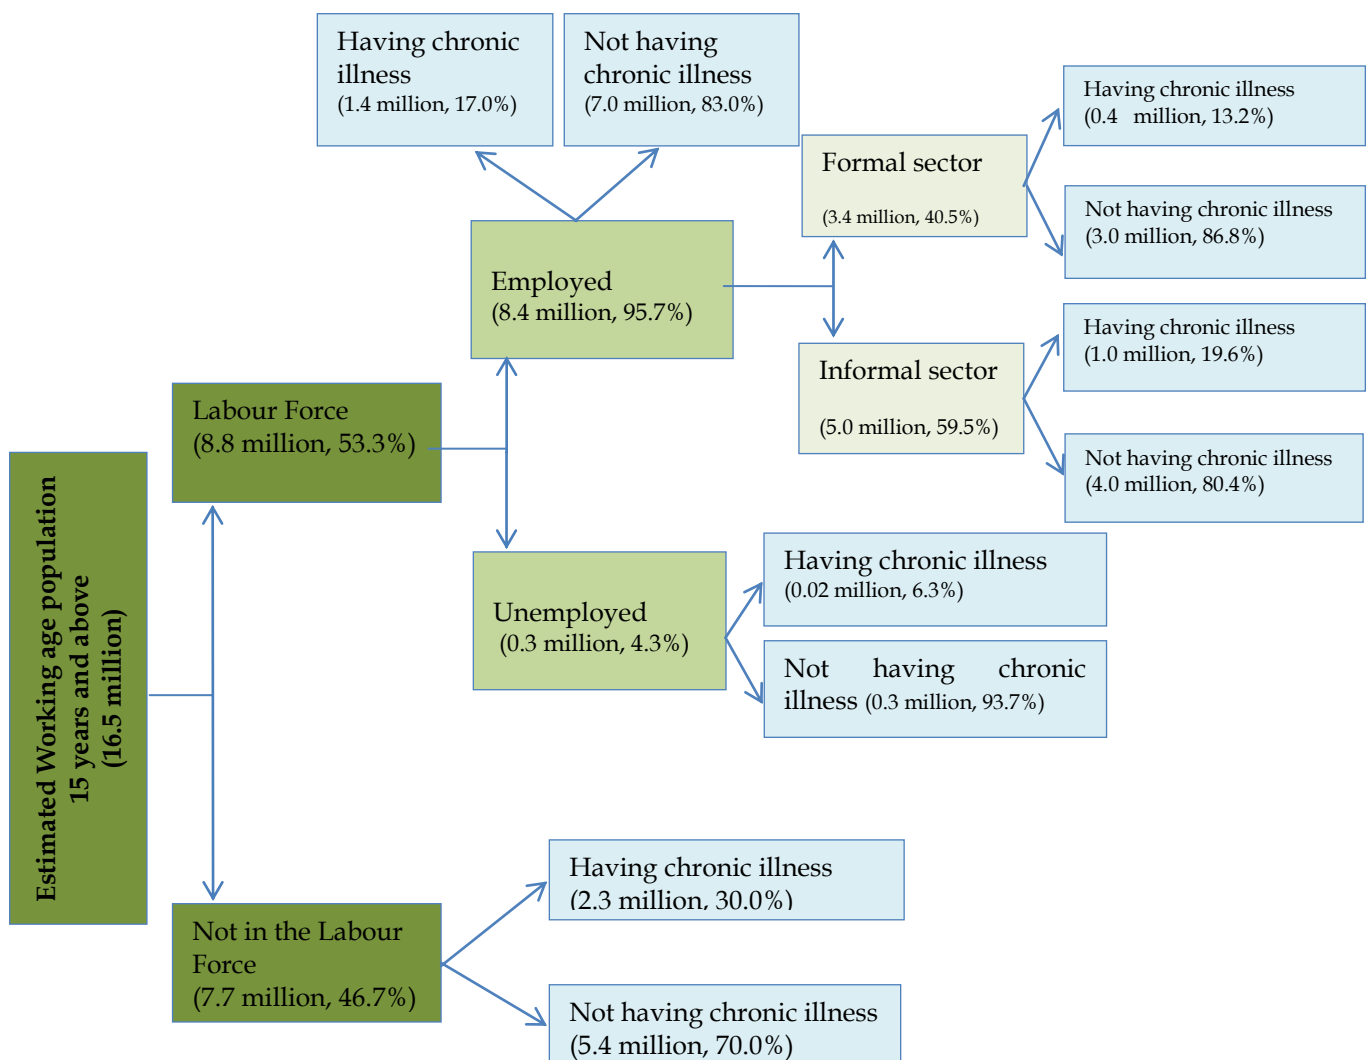 Estimated Working age population
15 years and above
(16.5 million)
Labour Force
(8.8 million, 53.3%)
Not in the Labour
Force
(7.7 million, 46.7%)
Employed
(8.4 million, 95.7%)
Unemployed
(0.3 million, 4.3%)
Having chronic
illness
(1.4 million, 17.0%)
Not having
chronic illness
(7.0 million, 83.0%)
Formal sector
(3.4 million, 40.5%)
Informal sector
(5.0 million, 59.5%)
Having chronic illness
(0.4 million, 13.2%)
Not having chronic illness
(3.0 million, 86.8%)
Having chronic illness
(1.0 million, 19.6%)
Not having chronic illness
(4.0 million, 80.4%)
Having chronic illness
(0.02 million, 6.3%)
Not having chronic
illness (0.3 million, 93.7%)
Having chronic illness
(2.3 million, 30.0%)
Not having chronic illness
(5.4 million, 70.0%)